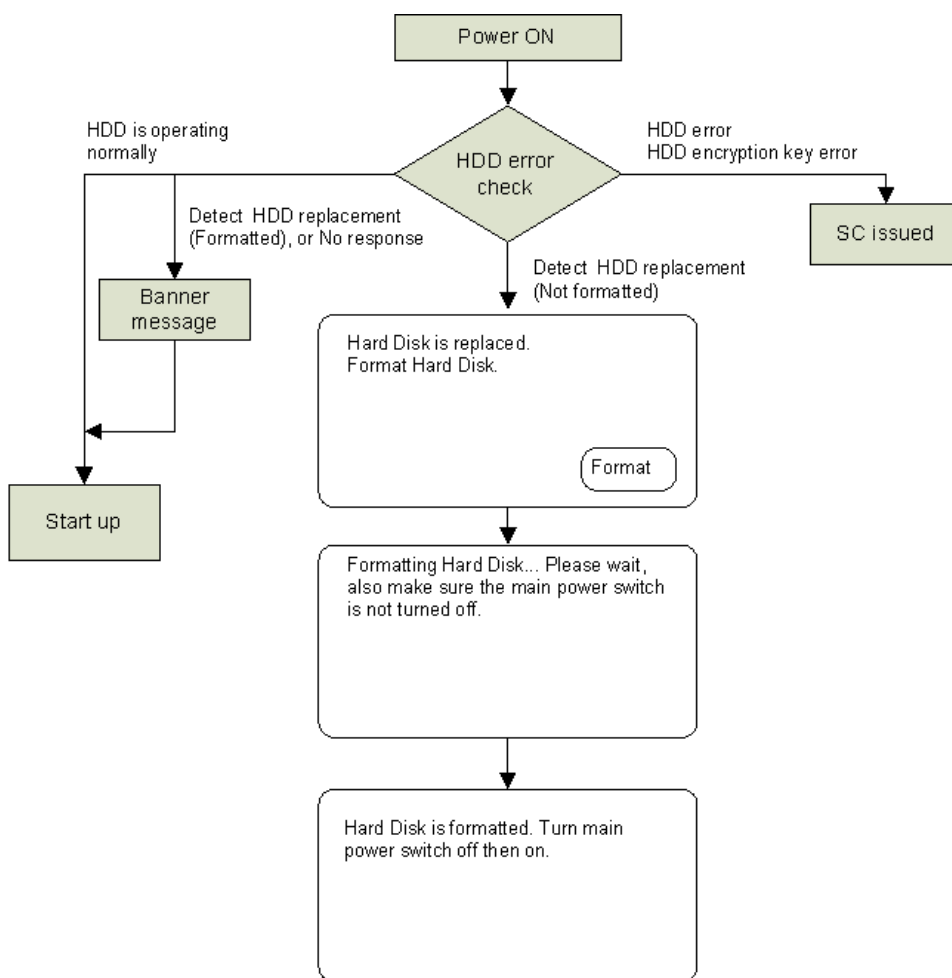 Power ON
HDD is operating
normally
HDD error
check
HDD error
HDD encryption key error
Detect HDD replacement
(Formatted), or No response
SC issued
Detect HDD replacement
(Not formatted)
Banner
message
Hard Disk is replaced.
Format Hard Disk.
Format
Start up
Formatting Hard Disk... Please wait,
also make sure the main power switch
is not turned off.
Hard Disk is formatted. Turn main
power switch off then on.